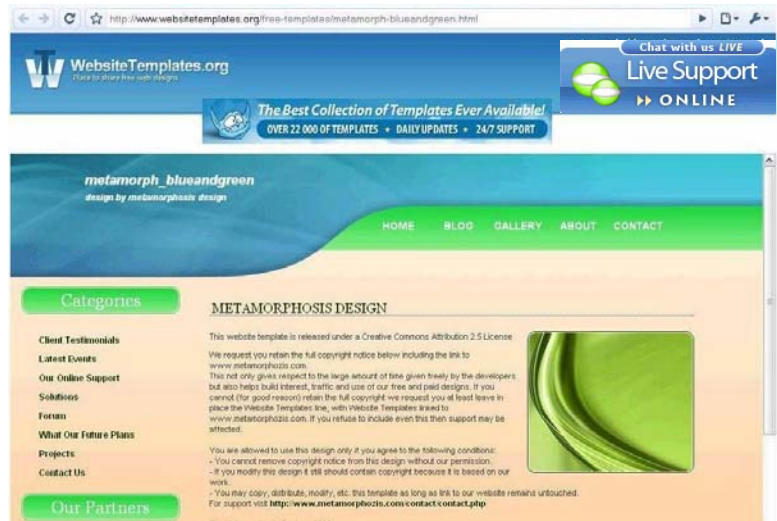 http://www.websitetemplates.org/free-templates/metamorph-blueandgreen.html
WebsiteTemplates.org
Place to share free web designs
Chat with us LIVE
Live Support
ONLINE
The Best Collection of Templates Ever Available!
OVER 22 000 OF TEMPLATES • DAILY UPDATES • 24/7 SUPPORT
metamorph_blueandgreen
design by metamorphosis design
HOME BLOG GALLERY ABOUT CONTACT
Categories
Client Testimonials
Latest Events
Our Online Support
Solutions
Forum
What Our Future Plans
Projects
Contact Us
Our Partners
METAMORPHOSIS DESIGN
This website template is released under a Creative Commons Attribution 2.5 License
We request you retain the full copyright notice below including the link to
www.metamorphozis.com.
This not only gives respect to the large amount of time given freely by the developers
but also helps build interest, traffic and use of our free and paid designs. If you
cannot (for good reason) retain the full copyright we request you at least leave in
place the Website Templates line, with Website Templates linked to
www.metamorphozis.com. If you refuse to include even this then support may be
affected.
You are allowed to use this design only if you agree to the following conditions:
- You cannot remove copyright notice from this design without our permission.
- If you modify this design it still should contain copyright because it is based on our
work.
- You may copy, distribute, modify, etc. this template as long as link to our website remains untouched.
For support visit http://www.metamorphozis.com/contact/contact.php